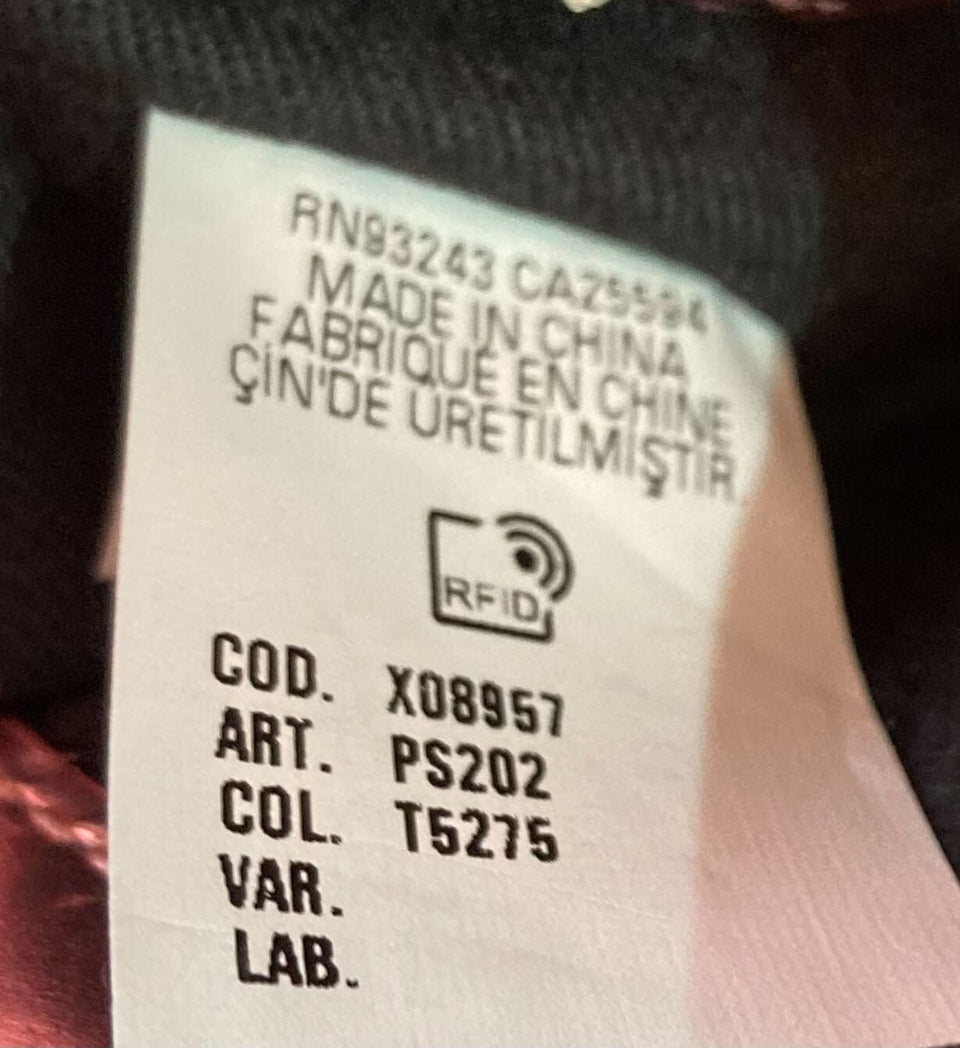 RN93243 CA25594
MADE IN CHINA
FABRIQUÉ EN CHINE
ÇİN'DE ÜRETİLMİŞTİR
RFID
COD. X08957
ART. PS202
COL. T5275
VAR.
LAB.